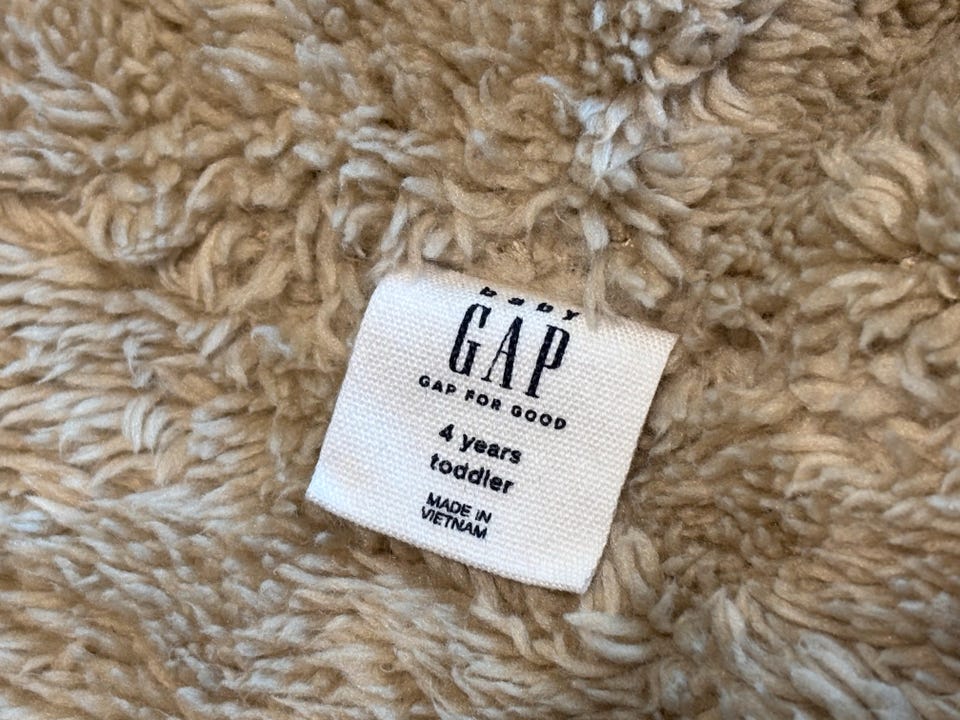 baby
GAP
GAP FOR GOOD
4 years
toddler
MADE IN
VIETNAM